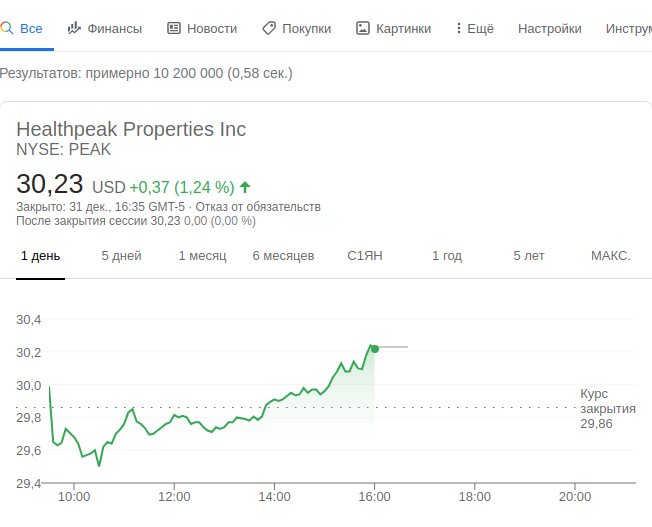 Все Финансы Новости Покупки Картинки Ещё Настройки Инструм
Результатов: примерно 10 200 000 (0,58 сек.)
Healthpeak Properties Inc
NYSE: PEAK
30,23 USD +0,37 (1,24 %)
Закрыто: 31 дек., 16:35 GMT-5 · Отказ от обязательств
После закрытия сессии 30,23 0,00 (0,00 %)
1 день 5 дней 1 месяц 6 месяцев С1ЯН 1 год 5 лет МАКС.
30,4
30,2
30,0
29,8
29,6
29,4
Курс
закрытия
29,86
10:00 12:00 14:00 16:00 18:00 20:00